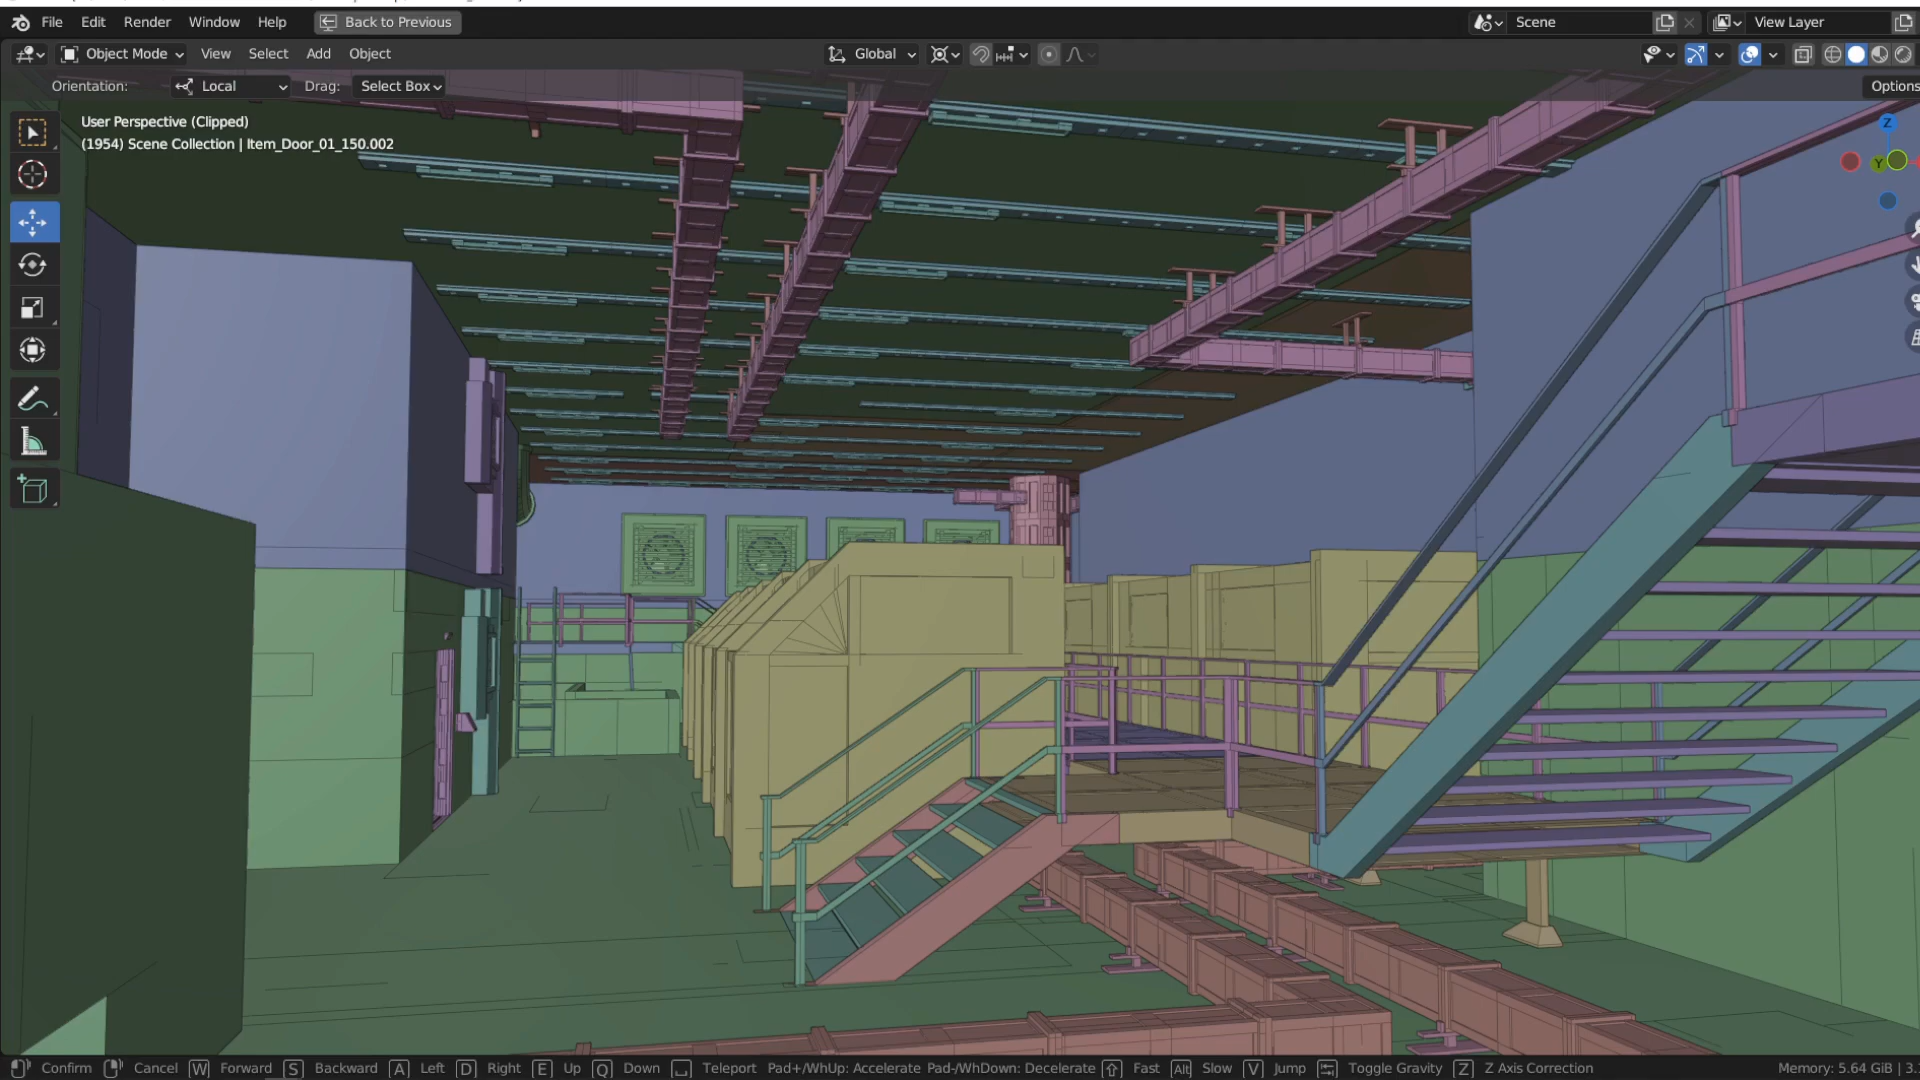 File Edit Render Window Help Back to Previous Scene View Layer
Object Mode View Select Add Object Global
Orientation: Local Drag: Select Box Options
User Perspective (Clipped)
(1954) Scene Collection | Item_Door_01_150.002
Z
Y
Confirm Cancel W Forward S Backward A Left D Right E Up Q Down Teleport Pad+/WhUp: Accelerate Pad-/WhDown: Decelerate Fast Alt Slow V Jump Toggle Gravity Z Z Axis Correction Memory: 5.64 GiB | 3.